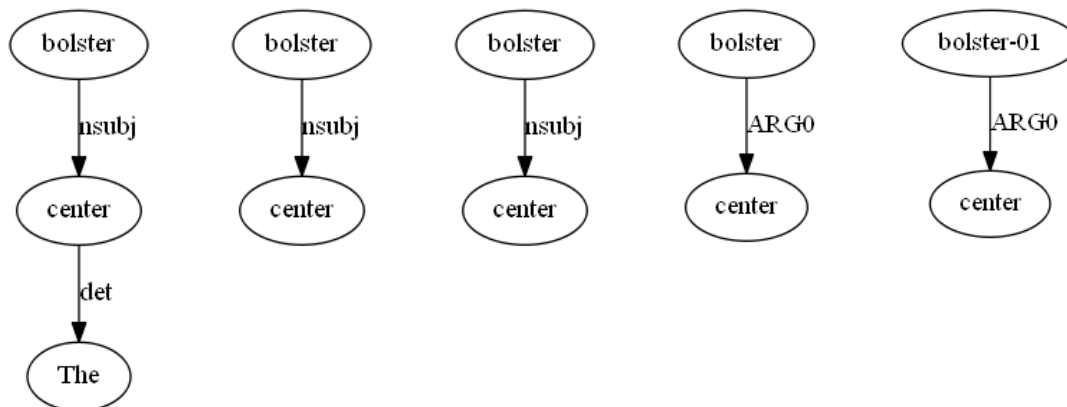 bolster bolster bolster bolster bolster-01
nsubj nsubj nsubj ARG0 ARG0
center center center center center
det
The